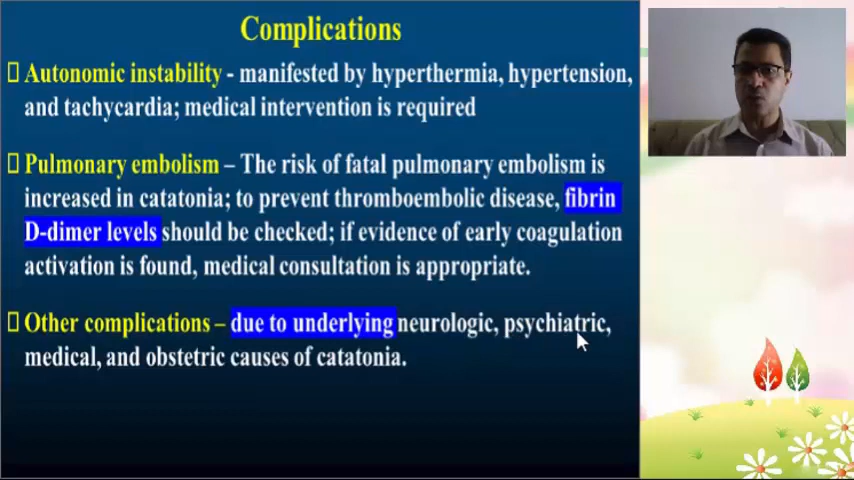 Complications
Autonomic instability - manifested by hyperthermia, hypertension,
and tachycardia; medical intervention is required
Pulmonary embolism – The risk of fatal pulmonary embolism is
increased in catatonia; to prevent thromboembolic disease, fibrin
D-dimer levels should be checked; if evidence of early coagulation
activation is found, medical consultation is appropriate.
Other complications – due to underlying neurologic, psychiatric,
medical, and obstetric causes of catatonia.